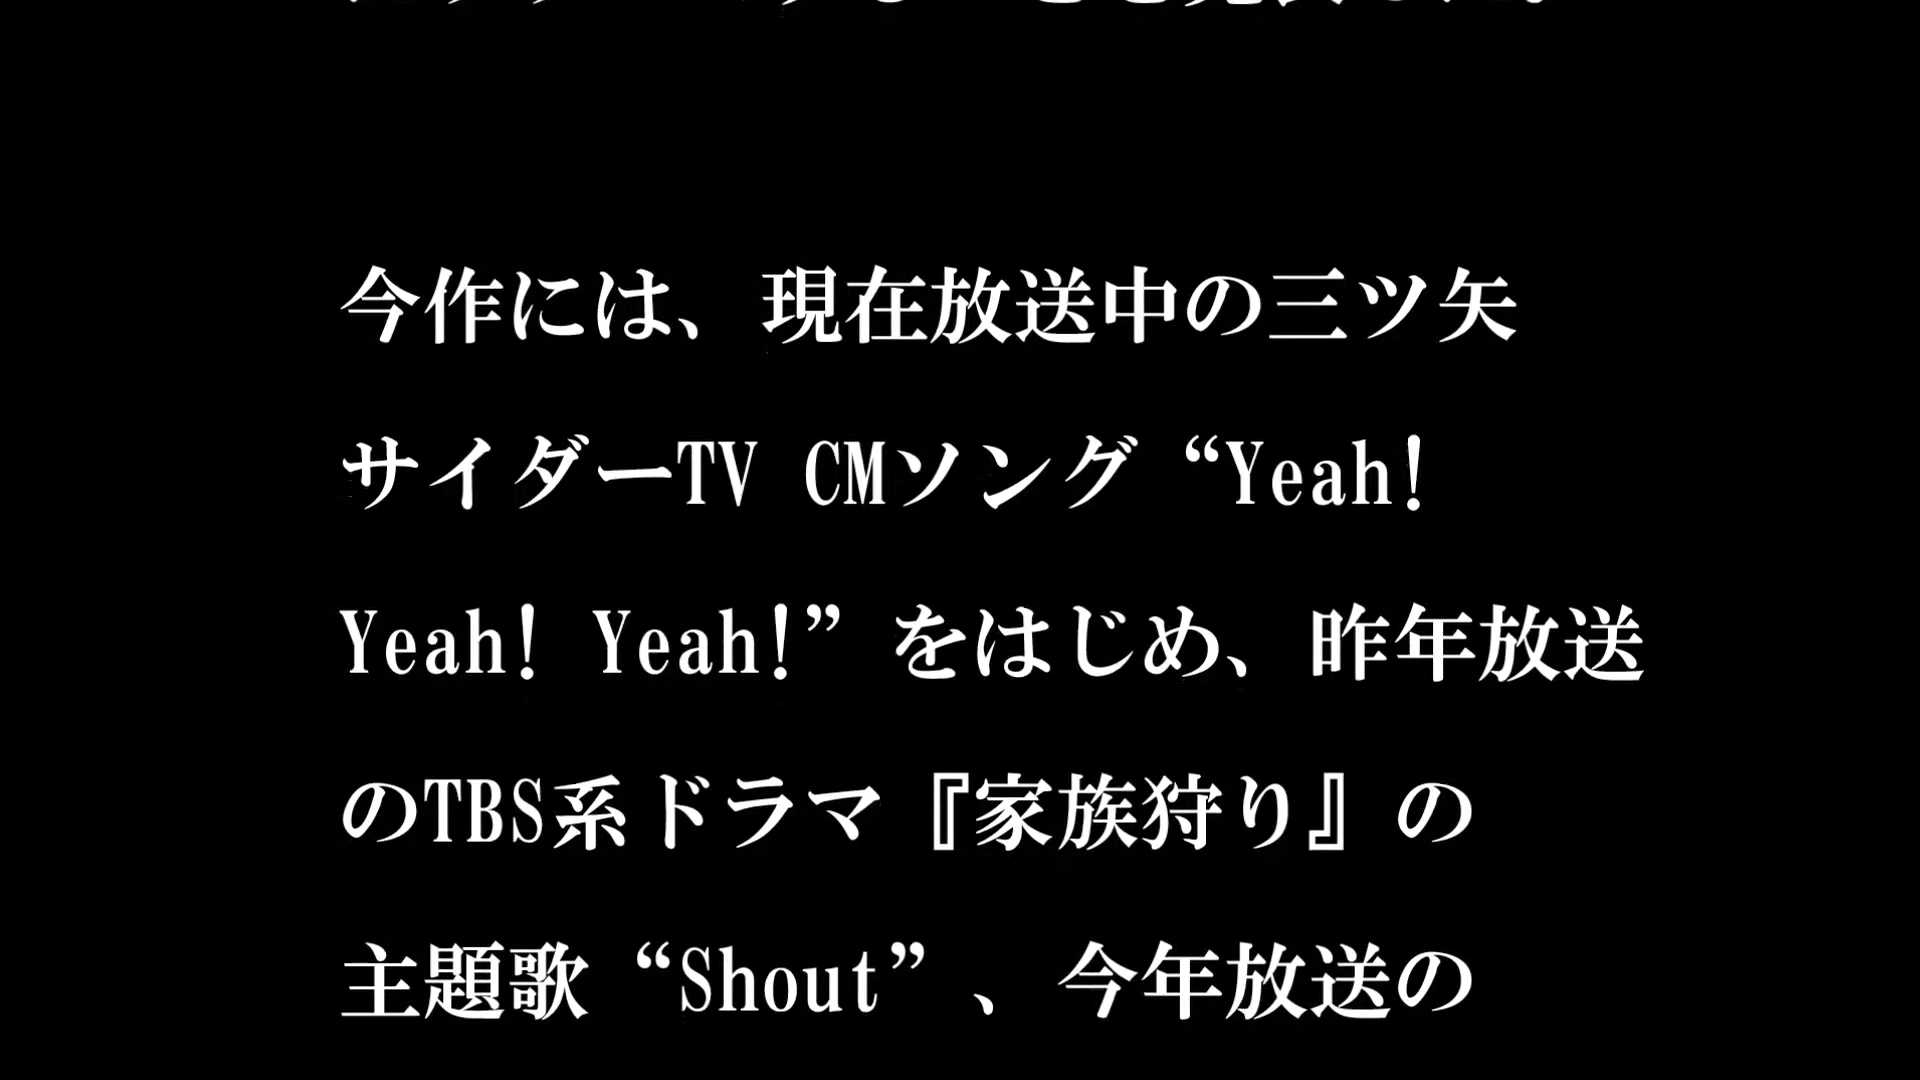 今作には、現在放送中の三ツ矢
サイダーTV CMソング“Yeah!
Yeah! Yeah!”をはじめ、昨年放送
のTBS系ドラマ『家族狩り』の
主題歌“Shout”、今年放送の